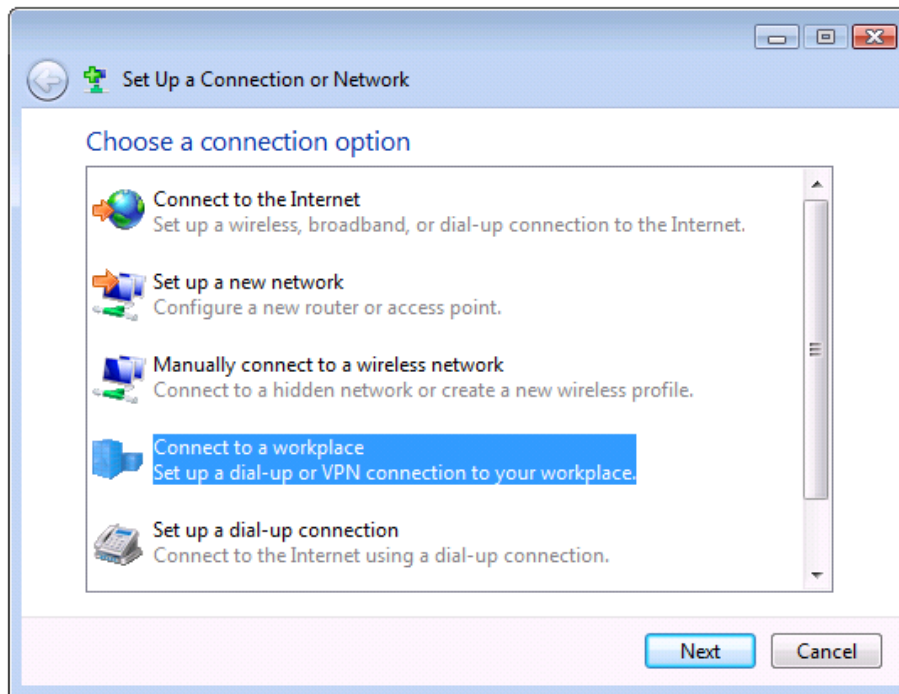 Set Up a Connection or Network
Choose a connection option
Connect to the Internet
Set up a wireless, broadband, or dial-up connection to the Internet.
Set up a new network
Configure a new router or access point.
Manually connect to a wireless network
Connect to a hidden network or create a new wireless profile.
Connect to a workplace
Set up a dial-up or VPN connection to your workplace.
Set up a dial-up connection
Connect to the Internet using a dial-up connection.
Next Cancel